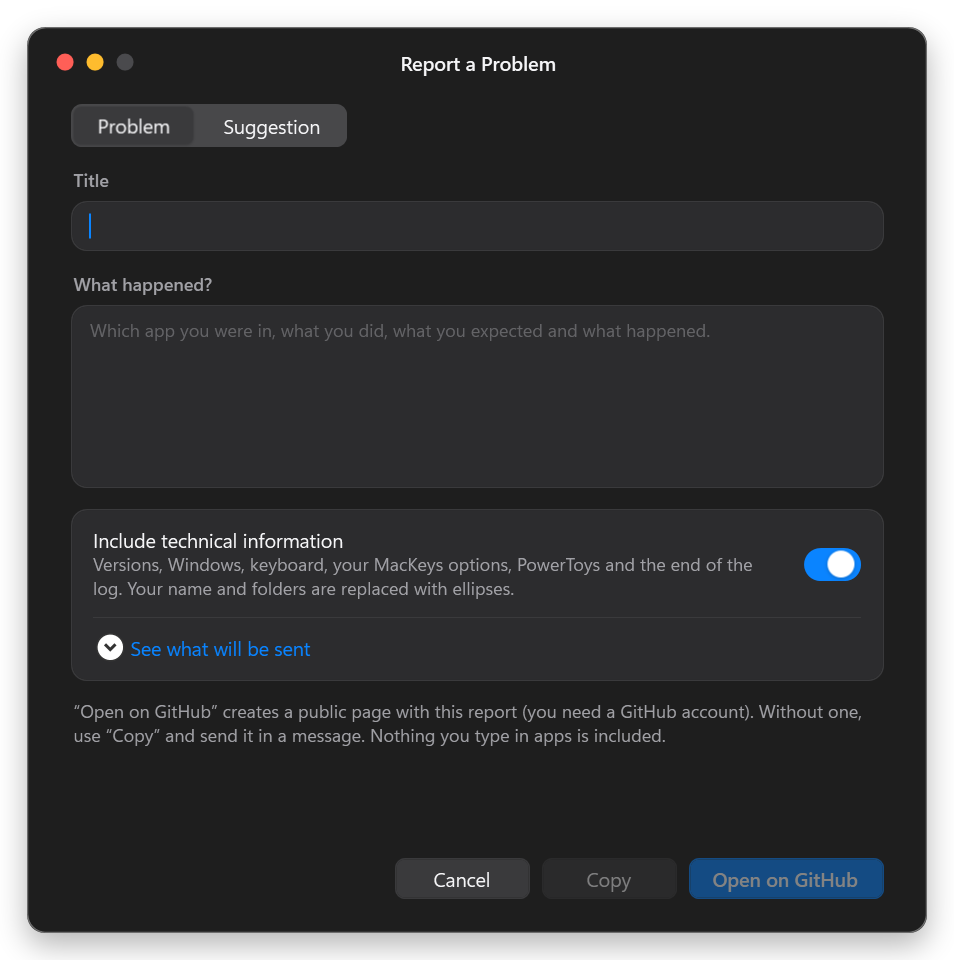 Report a Problem
Problem
Suggestion
Title
What happened?
Which app you were in, what you did, what you expected and what happened.
Include technical information
Versions, Windows, keyboard, your MacKeys options, PowerToys and the end of the
log. Your name and folders are replaced with ellipses.
See what will be sent
“Open on GitHub” creates a public page with this report (you need a GitHub account). Without one,
use “Copy” and send it in a message. Nothing you type in apps is included.
Cancel
Copy
Open on GitHub